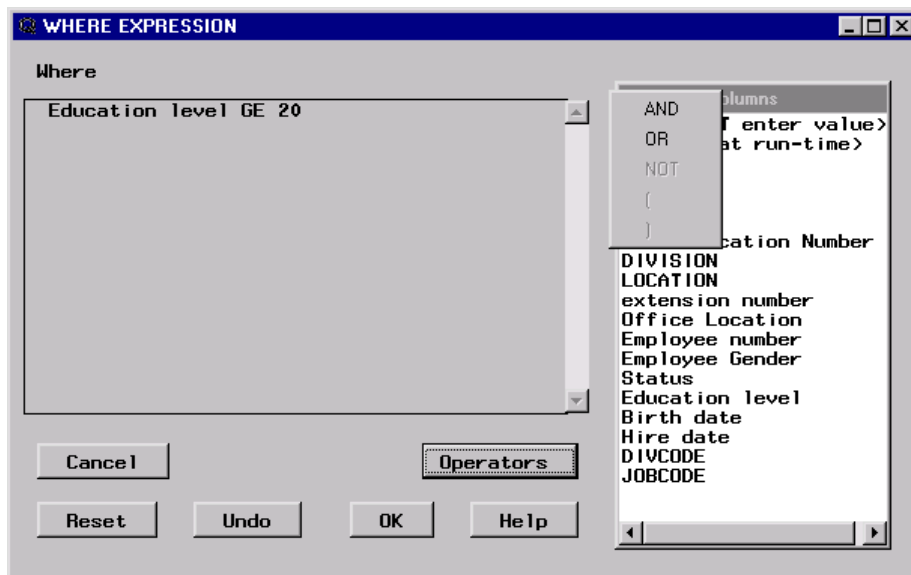 WHERE EXPRESSION
Where
Education level GE 20
AND
OR
NOT
(
)
enter value>
at run-time>
Number
DIVISION
LOCATION
extension number
Office Location
Employee number
Employee Gender
Status
Education level
Birth date
Hire date
DIVCODE
JOBCODE
Cancel
Operators
Reset
Undo
OK
Help